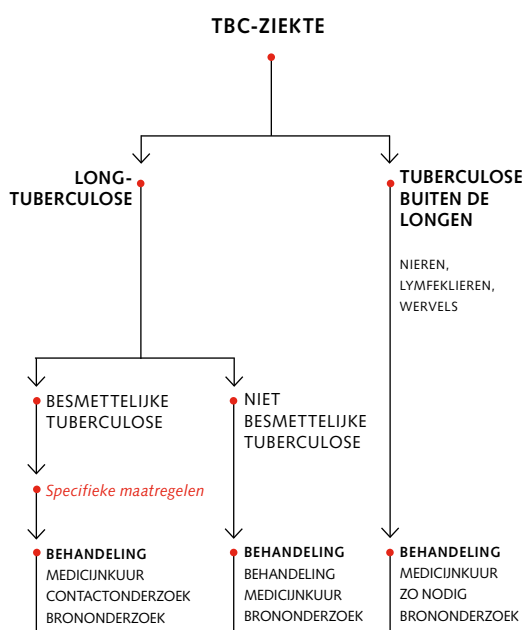 TBC-ZIEKTE
LONG-
TUBERCULOSE
TUBERCULOSE
BUITEN DE
LONGEN
NIEREN,
LYMFEKLIEREN,
WERVELS
BESMETTELIJKE
TUBERCULOSE
NIET
BESMETTELIJKE
TUBERCULOSE
Specifieke maatregelen
BEHANDELING
MEDICIJNKUUR
CONTACTONDERZOEK
BRONONDERZOEK
BEHANDELING
BEHANDELING
MEDICIJNKUUR
BRONONDERZOEK
BEHANDELING
MEDICIJNKUUR
ZO NODIG
BRONONDERZOEK